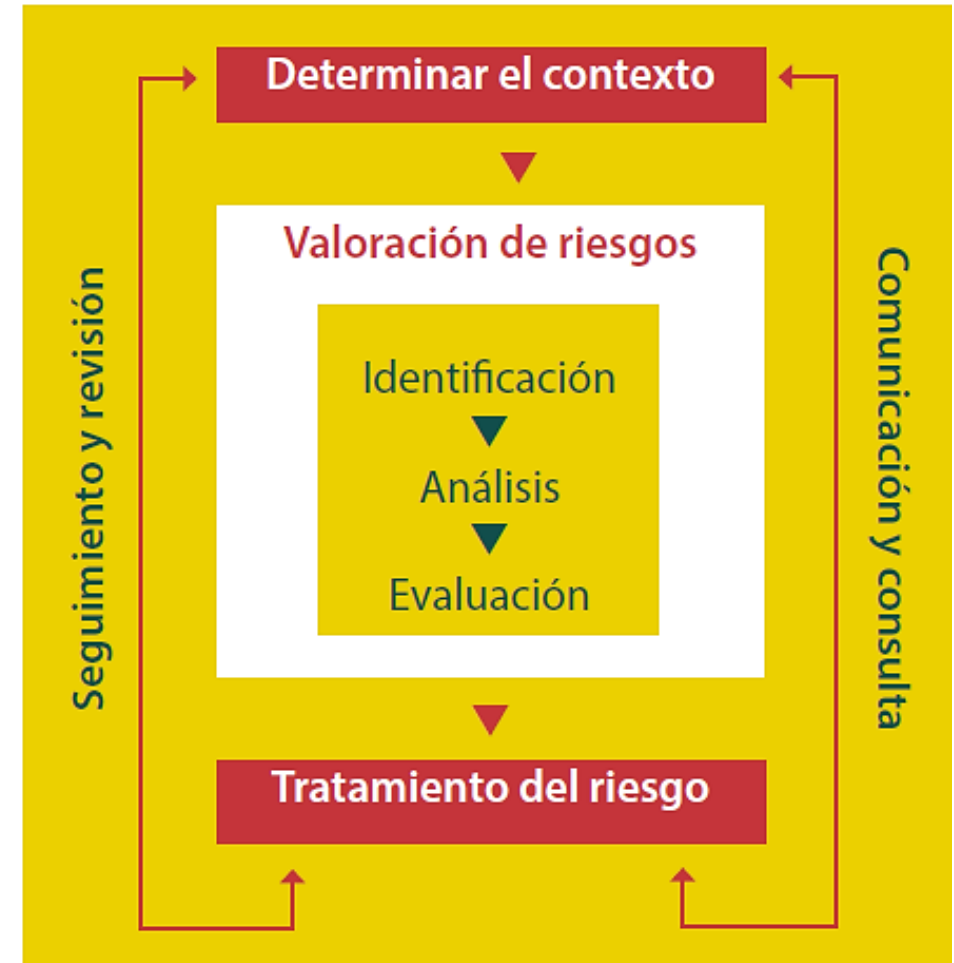 Determinar el contexto
Valoración de riesgos
Identificación
Análisis
Evaluación
Tratamiento del riesgo
Seguimiento y revisión
Comunicación y consulta